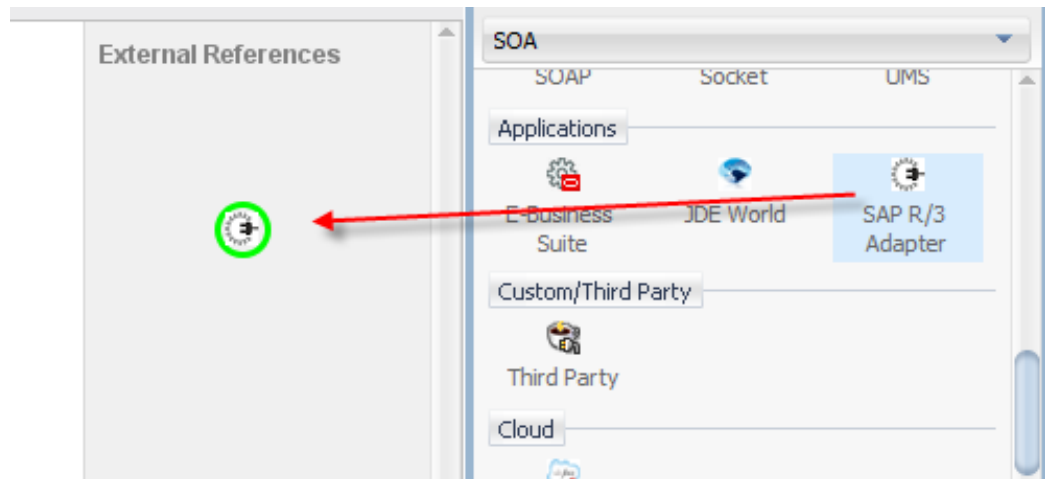 External References
SOA
SOAP Socket UMS
Applications
E-Business Suite
JDE World
SAP R/3 Adapter
Custom/Third Party
Third Party
Cloud